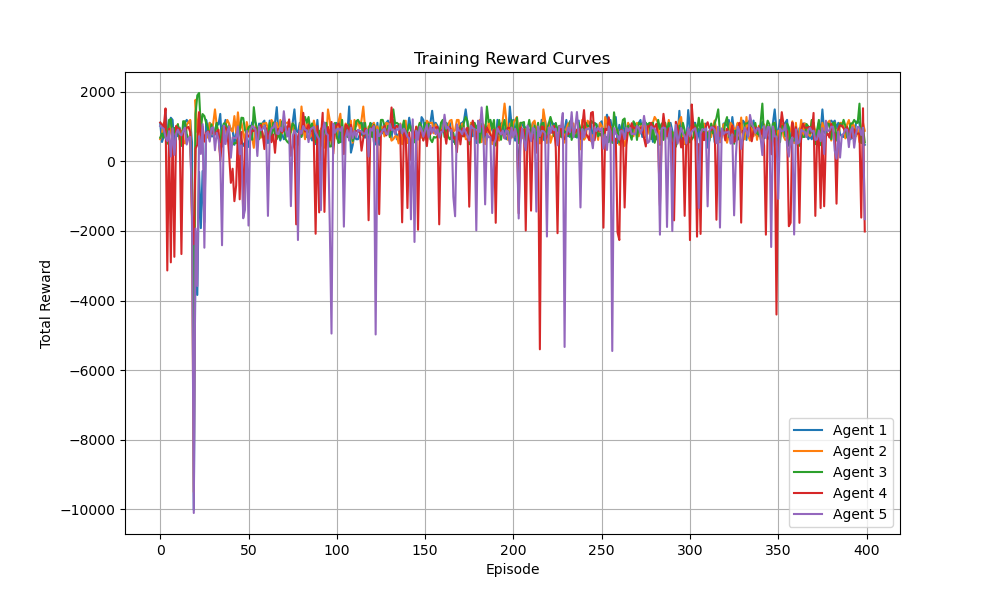 Training Reward Curves
Total Reward
2000
0
−2000
−4000
−6000
−8000
−10000
0
50
100
150
200
250
300
350
400
Episode
Agent 1
Agent 2
Agent 3
Agent 4
Agent 5